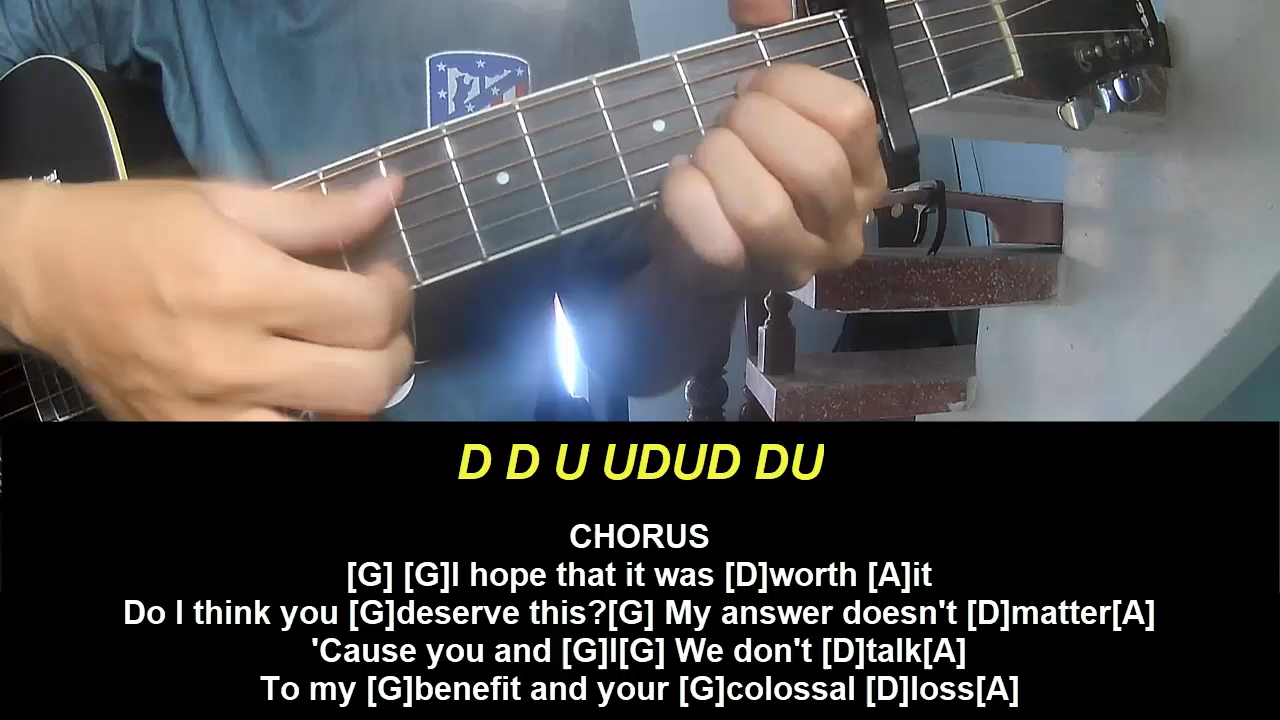 D D U UDUD DU
CHORUS
[G] [G]I hope that it was [D]worth [A]it
Do I think you [G]deserve this?[G] My answer doesn't [D]matter[A]
'Cause you and [G]I[G] We don't [D]talk[A]
To my [G]benefit and your [G]colossal [D]loss[A]